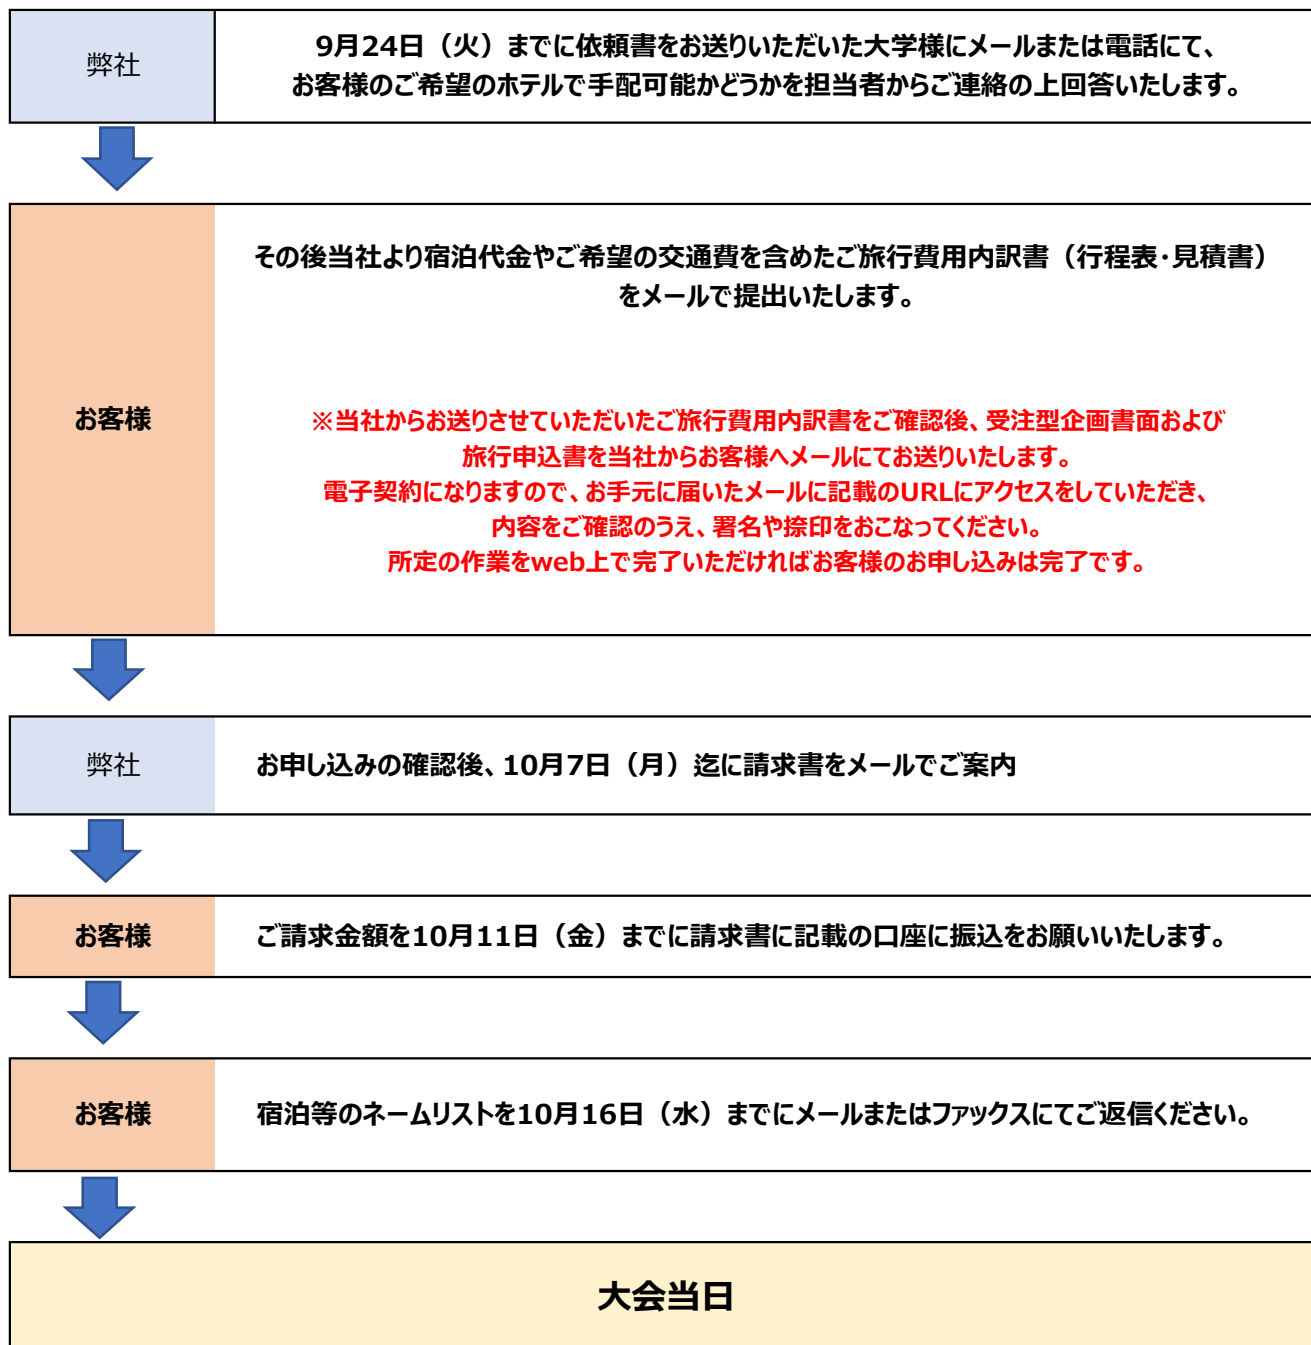 弊社
9月24日（火）までに依頼書をお送りいただいた大学様にメールまたは電話にて、
お客様のご希望のホテルで手配可能かどうかを担当者からご連絡の上回答いたします。
お客様
その後当社より宿泊代金やご希望の交通費を含めたご旅行費用内訳書（行程表・見積書）
をメールで提出いたします。
※当社からお送りさせていただいたご旅行費用内訳書をご確認後、受注型企画書面および
旅行申込書を当社からお客様へメールにてお送りいたします。
電子契約になりますので、お手元に届いたメールに記載のURLにアクセスをしていただき、
内容をご確認のうえ、署名や捺印をおこなってください。
所定の作業をweb上で完了いただければお客様のお申し込みは完了です。
弊社
お申し込みの確認後、10月7日（月）迄に請求書をメールでご案内
お客様
ご請求金額を10月11日（金）までに請求書に記載の口座に振込をお願いいたします。
お客様
宿泊等のネームリストを10月16日（水）までにメールまたはファックスにてご返信ください。
大会当日